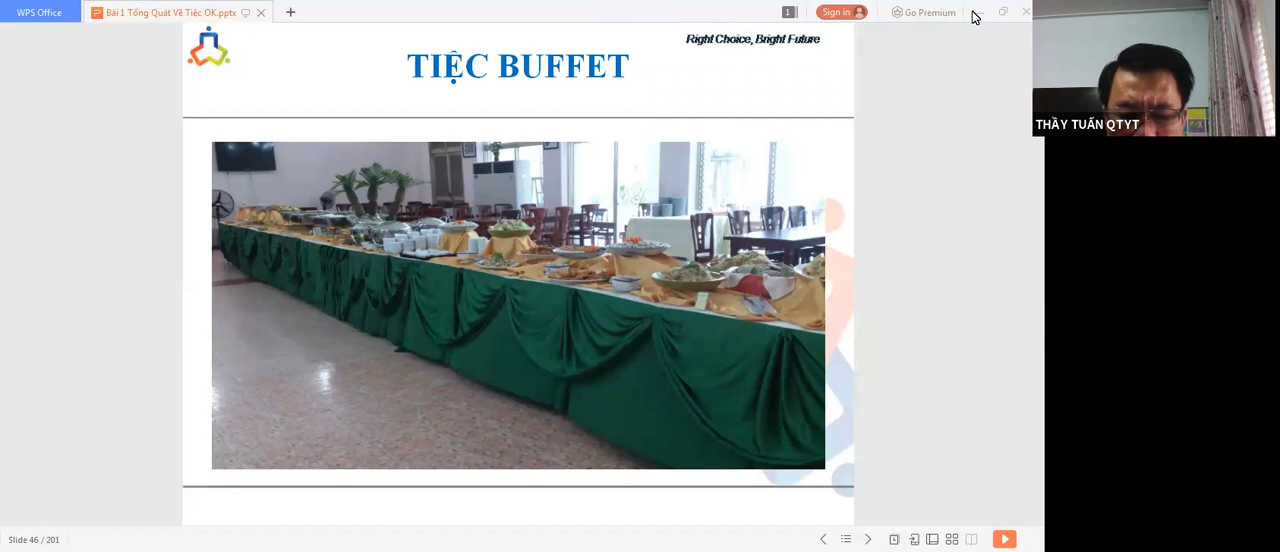 WPS Office
Bài 1 Tổng Quát Về Tiệc OK.pptx
1
Sign in
Go Premium
Right Choice, Bright Future
TIỆC BUFFET
THẦY TUẤN QTYT
Slide 46 / 201